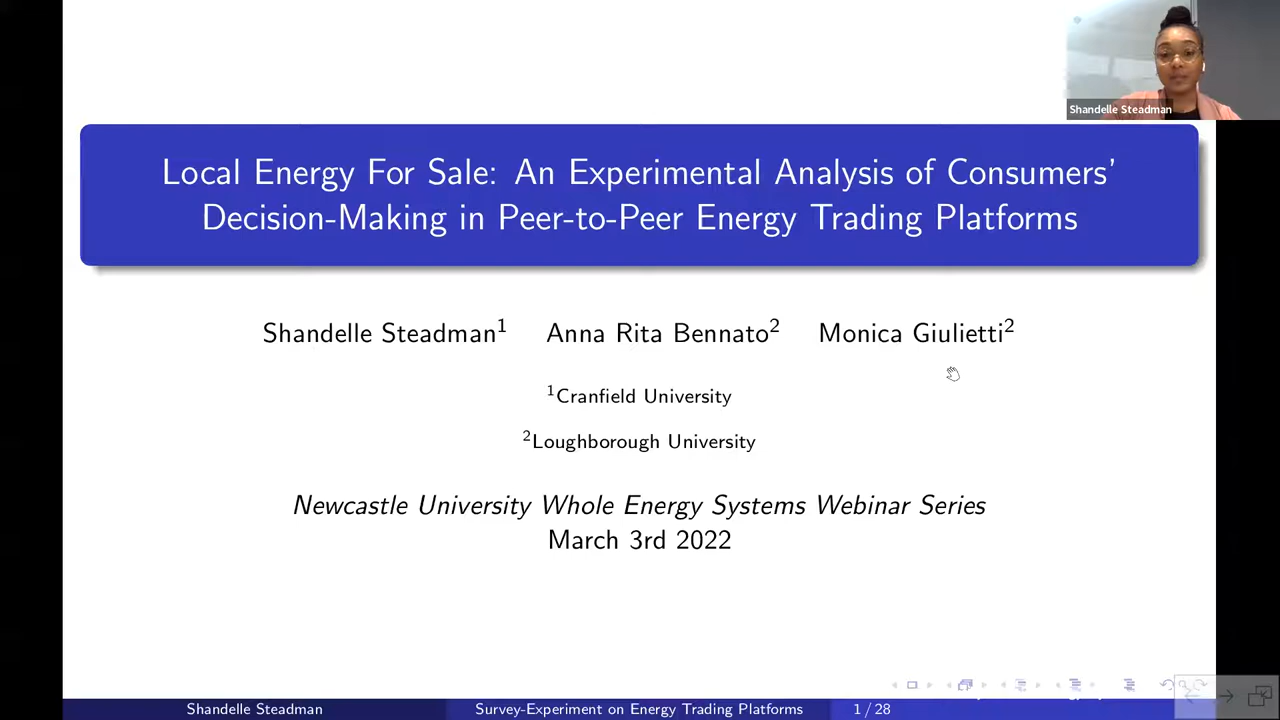 Shandelle Steadman
Local Energy For Sale: An Experimental Analysis of Consumers'
Decision-Making in Peer-to-Peer Energy Trading Platforms
Shandelle Steadman¹ Anna Rita Bennato² Monica Giulietti²
¹Cranfield University
²Loughborough University
Newcastle University Whole Energy Systems Webinar Series
March 3rd 2022
Shandelle Steadman Survey-Experiment on Energy Trading Platforms 1 / 28